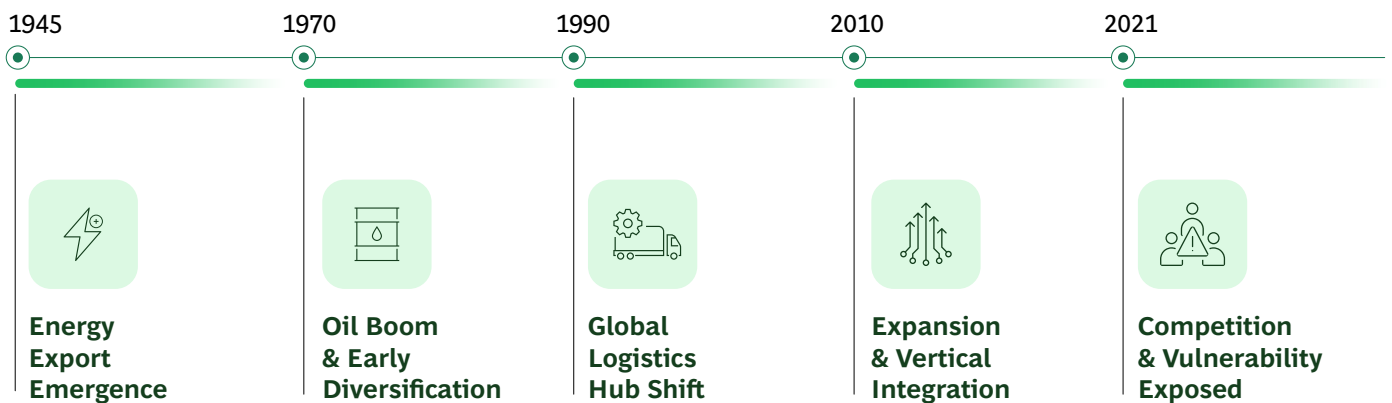 1945
1970
1990
2010
2021
Energy
Export
Emergence
Oil Boom
& Early
Diversification
Global
Logistics
Hub Shift
Expansion
& Vertical
Integration
Competition
& Vulnerability
Exposed